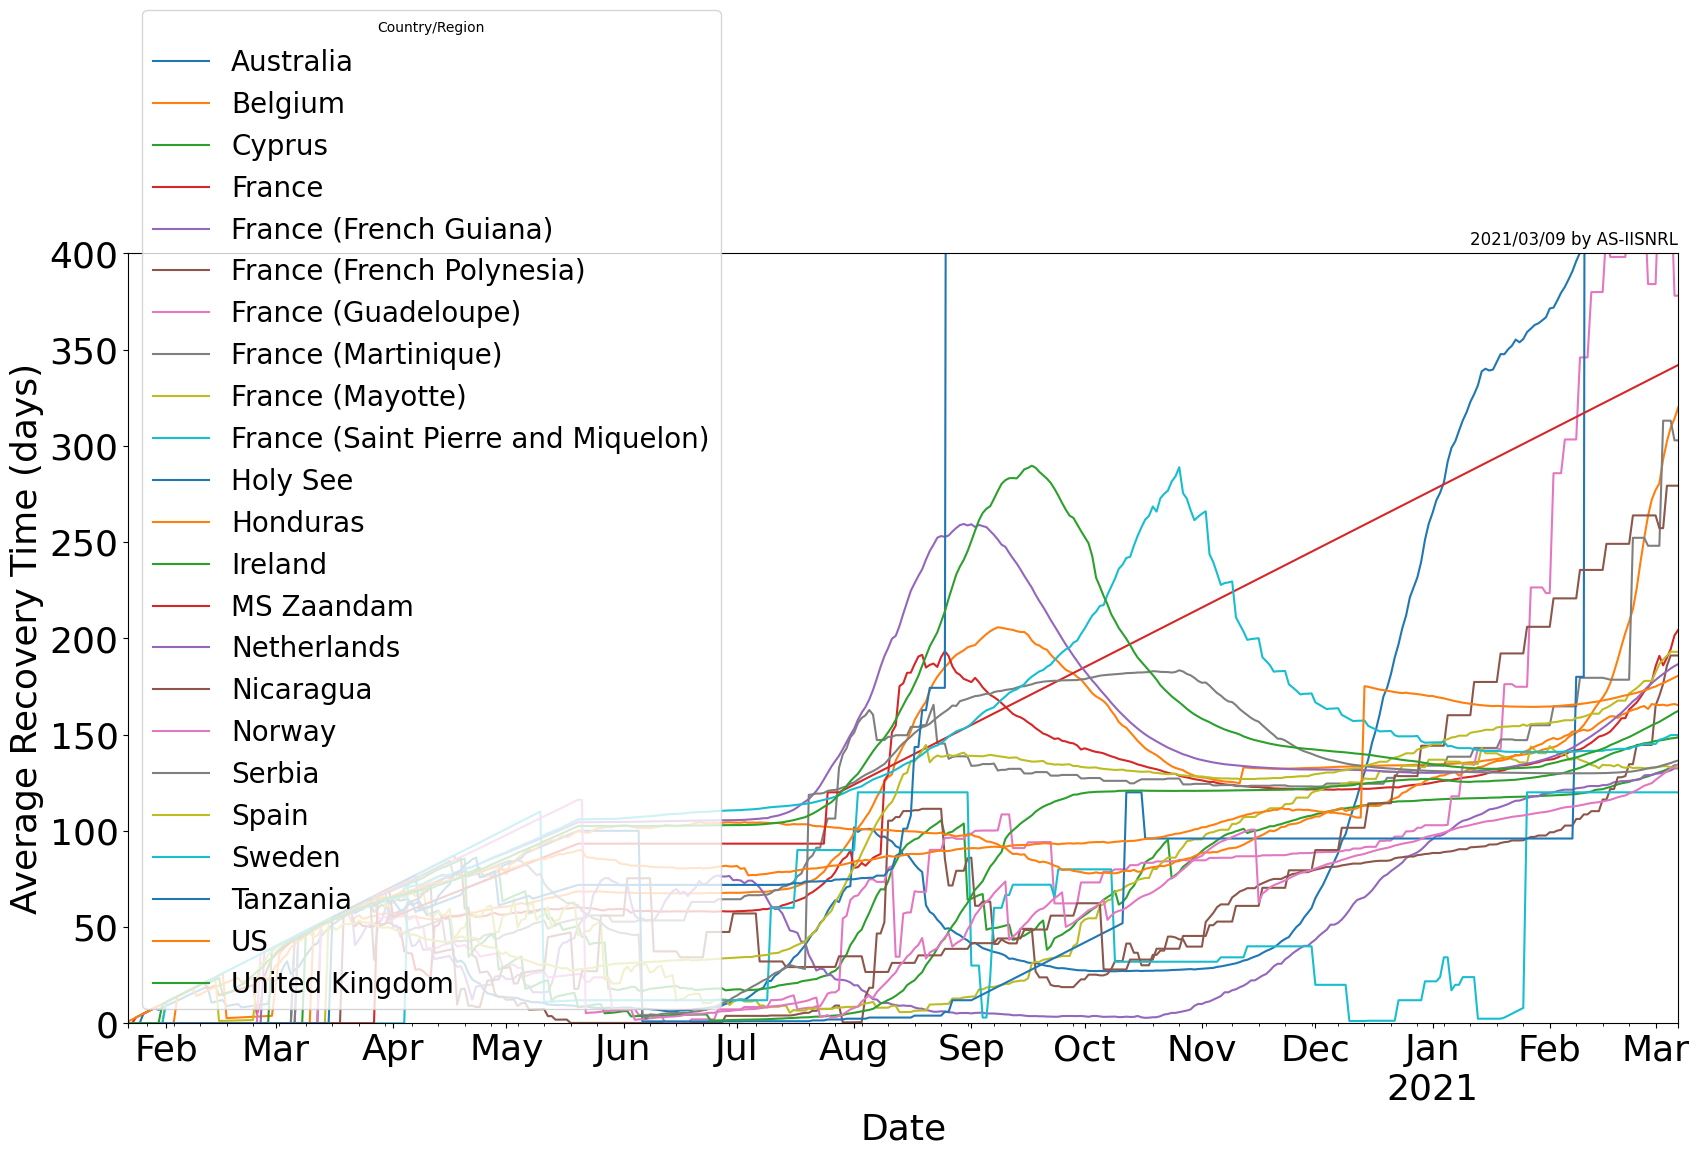 Country/Region
Australia
Belgium
Cyprus
France
France (French Guiana)
France (French Polynesia)
France (Guadeloupe)
France (Martinique)
France (Mayotte)
France (Saint Pierre and Miquelon)
Holy See
Honduras
Ireland
MS Zaandam
Netherlands
Nicaragua
Norway
Serbia
Spain
Sweden
Tanzania
US
United Kingdom
2021/03/09 by AS-IISNRL
Average Recovery Time (days)
400
350
300
250
200
150
100
50
0
Feb Mar Apr May Jun Jul Aug Sep Oct Nov Dec Jan Feb Mar
2021
Date